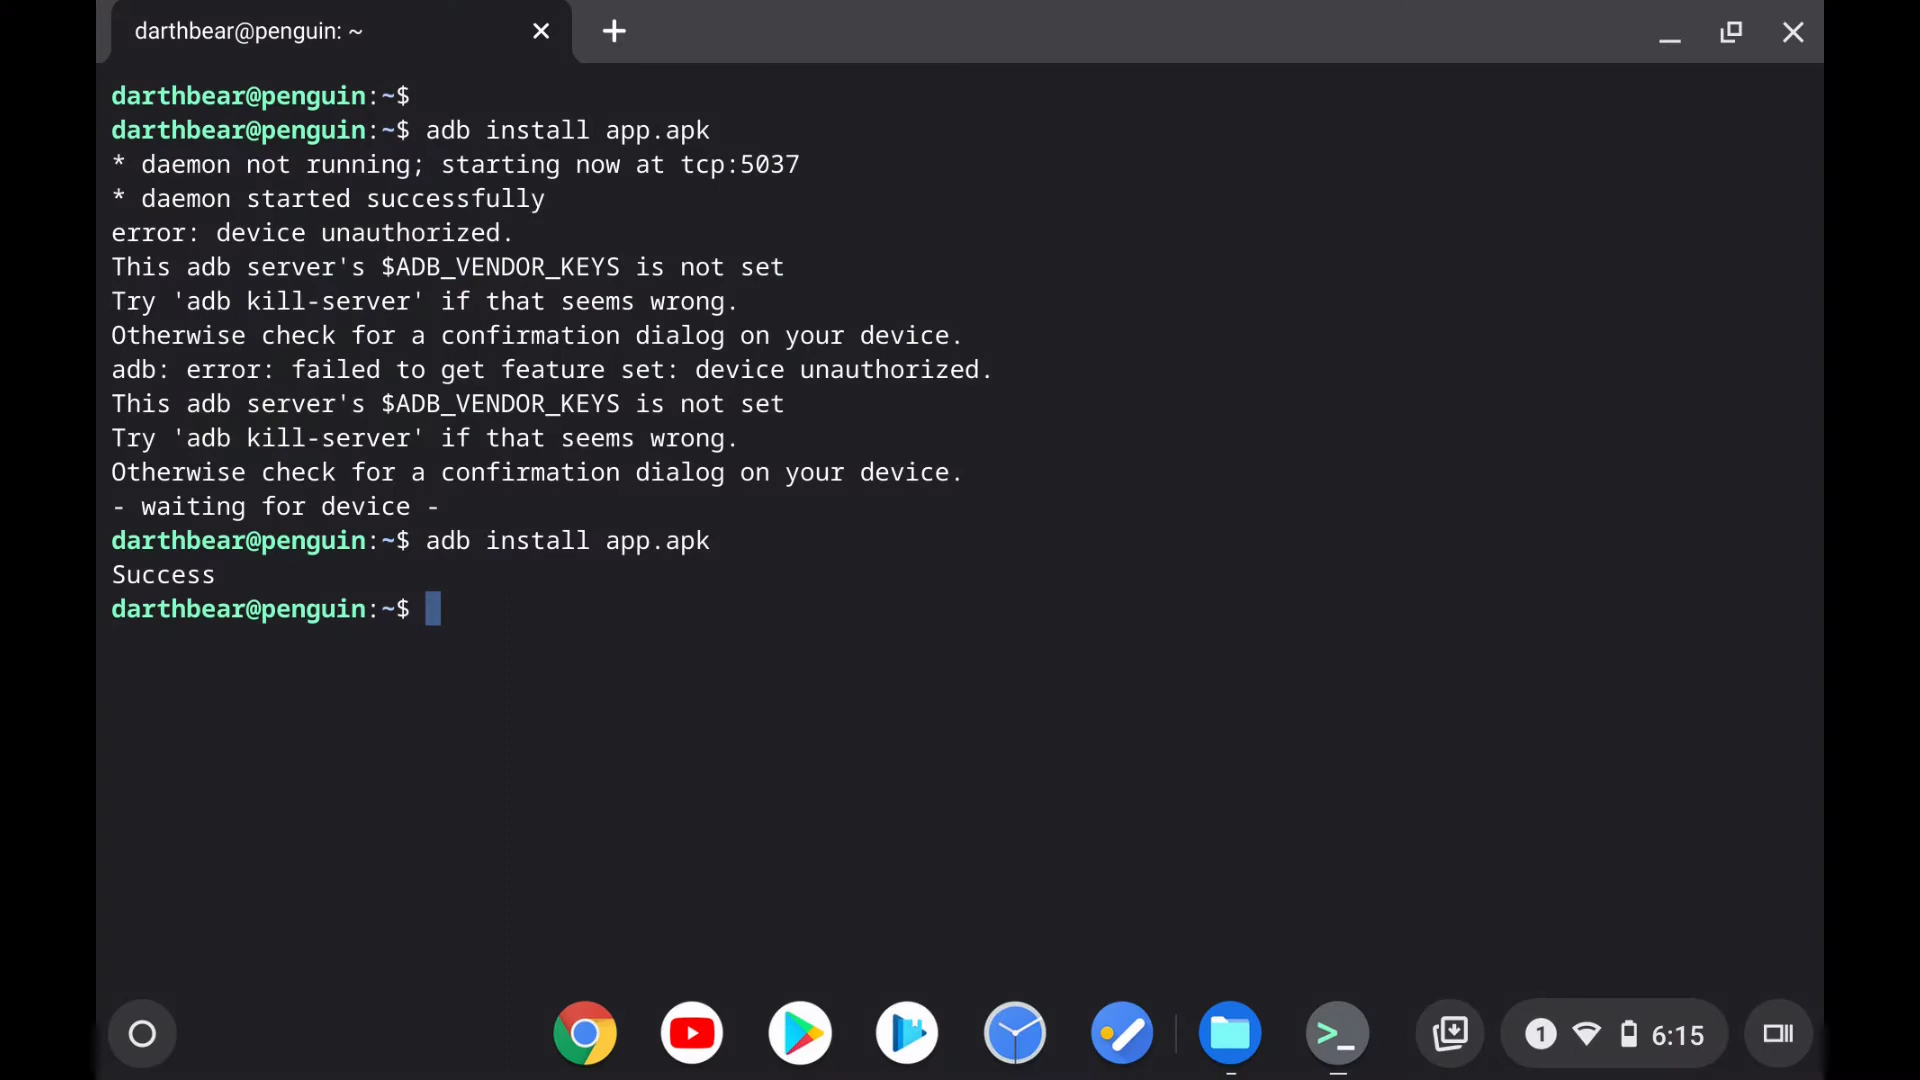 darthbear@penguin: ~
darthbear@penguin:~$
darthbear@penguin:~$ adb install app.apk
* daemon not running; starting now at tcp:5037
* daemon started successfully
error: device unauthorized.
This adb server's $ADB_VENDOR_KEYS is not set
Try 'adb kill-server' if that seems wrong.
Otherwise check for a confirmation dialog on your device.
adb: error: failed to get feature set: device unauthorized.
This adb server's $ADB_VENDOR_KEYS is not set
Try 'adb kill-server' if that seems wrong.
Otherwise check for a confirmation dialog on your device.
- waiting for device -
darthbear@penguin:~$ adb install app.apk
Success
darthbear@penguin:~$
1 6:15